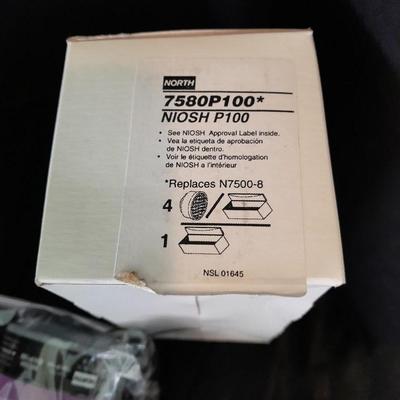 NORTH
7580P100*
NIOSH P100
• See NIOSH Approval Label inside.
• Vea la etiqueta de aprobación
de NIOSH dentro.
• Voir le étiquette d'homologation
de NIOSH a l'intérieur
*Replaces N7500-8
4 /
1
NSL 01645